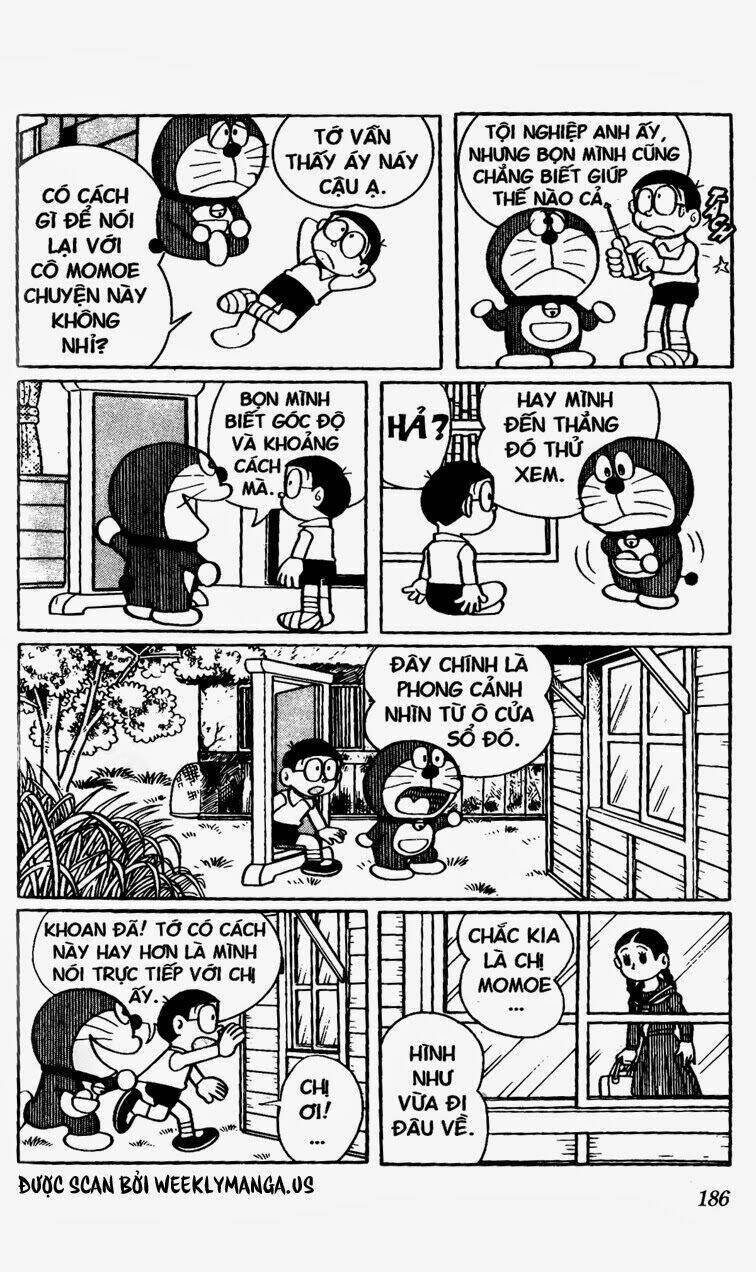 TỘI NGHIỆP ANH ẤY,
NHƯNG BỌN MÌNH CŨNG
CHẲNG BIẾT GIÚP
THẾ NÀO CẢ.
TỚ VẪN
THẤY ÁY NÁY
CẬU Ạ.
CÓ CÁCH
GÌ ĐỂ NÓI
LẠI VỚI
CÔ MOMOE
CHUYỆN NÀY
KHÔNG
NHỈ?
HAY MÌNH
ĐẾN THẲNG
ĐÓ THỬ
XEM.
HẢ?
BỌN MÌNH
BIẾT GÓC ĐỘ
VÀ KHOẢNG
CÁCH
MÀ.
ĐÂY CHÍNH LÀ
PHONG CẢNH
NHÌN TỪ Ô CỬA
SỔ ĐÓ.
CHẮC KIA
LÀ CHỊ
MOMOE
...
HÌNH
NHƯ
VỪA ĐI
ĐÂU VỀ.
CHỊ
ƠI!
...
KHOAN ĐÃ! TỚ CÓ CÁCH
NÀY HAY HƠN LÀ MÌNH
NÓI TRỰC TIẾP VỚI CHỊ
ẤY.
ĐƯỢC SCAN BỞI WEEKLYMANGA.US
186